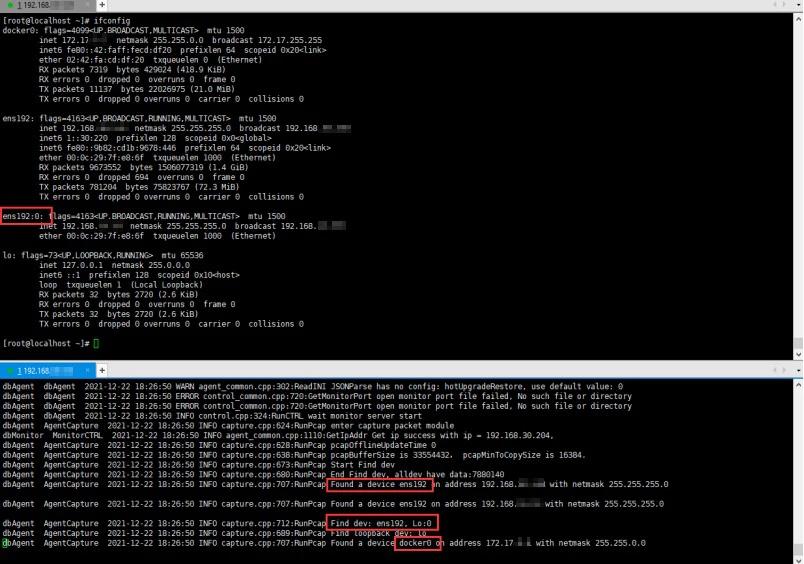 1 192.168.
[root@localhost ~]# ifconfig
docker0: flags=4099<UP,BROADCAST,MULTICAST>  mtu 1500
inet 172.17 netmask 255.255.0.0  broadcast 172.17.255.255
inet6 fe80::42:faff:fecd:df20  prefixlen 64  scopeid 0x20<link>
ether 02:42:fa:cd:df:20  txqueuelen 0  (Ethernet)
RX packets 7319  bytes 429024 (418.9 KiB)
RX errors 0  dropped 0  overruns 0  frame 0
TX packets 11137  bytes 22026975 (21.0 MiB)
TX errors 0  dropped 0 overruns 0  carrier 0  collisions 0
ens192: flags=4163<UP,BROADCAST,RUNNING,MULTICAST>  mtu 1500
inet 192.168. netmask 255.255.255.0  broadcast 192.168.
inet6 1::30:220  prefixlen 128  scopeid 0x0<global>
inet6 fe80::9b82:cd1b:9678:446  prefixlen 64  scopeid 0x20<link>
ether 00:0c:29:7f:e8:6f  txqueuelen 1000  (Ethernet)
RX packets 9673552  bytes 1506077319 (1.4 GiB)
RX errors 0  dropped 694  overruns 0  frame 0
TX packets 781204  bytes 75823767 (72.3 MiB)
TX errors 0  dropped 0 overruns 0  carrier 0  collisions 0
ens192:0: flags=4163<UP,BROADCAST,RUNNING,MULTICAST>  mtu 1500
inet 192.168. netmask 255.255.255.0  broadcast 192.168.
ether 00:0c:29:7f:e8:6f  txqueuelen 1000  (Ethernet)
lo: flags=73<UP,LOOPBACK,RUNNING>  mtu 65536
inet 127.0.0.1  netmask 255.0.0.0
inet6 ::1  prefixlen 128  scopeid 0x10<host>
loop  txqueuelen 1  (Local Loopback)
RX packets 32  bytes 2720 (2.6 KiB)
RX errors 0  dropped 0  overruns 0  frame 0
TX packets 32  bytes 2720 (2.6 KiB)
TX errors 0  dropped 0 overruns 0  carrier 0  collisions 0
[root@localhost ~]#
1 192.168.
dbAgent  dbAgent  2021-12-22 18:26:50 WARN agent_common.cpp:302:ReadINI JSONParse has no config: hotUpgradeRestore, use default value: 0
dbAgent  dbAgent  2021-12-22 18:26:50 ERROR control_common.cpp:720:GetMonitorPort open monitor port file failed, No such file or directory
dbAgent  dbAgent  2021-12-22 18:26:50 ERROR control_common.cpp:720:GetMonitorPort open monitor port file failed, No such file or directory
dbAgent  dbAgent  2021-12-22 18:26:50 INFO control.cpp:324:RunCTRL wait monitor server start
dbAgent  AgentCapture  2021-12-22 18:26:50 INFO capture.cpp:624:RunPcap enter capture packet module
dbMonitor  MonitorCTRL  2021-12-22 18:26:50 INFO agent_common.cpp:1110:GetIpAddr Get ip success with ip = 192.168.30.204,
dbAgent  AgentCapture  2021-12-22 18:26:50 INFO capture.cpp:628:RunPcap pcapOfflineUpdateTime 0
dbAgent  AgentCapture  2021-12-22 18:26:50 INFO capture.cpp:638:RunPcap pcapBufferSize is 33554432,  pcapMinToCopySize is 16384.
dbAgent  AgentCapture  2021-12-22 18:26:50 INFO capture.cpp:673:RunPcap Start Find dev
dbAgent  AgentCapture  2021-12-22 18:26:50 INFO capture.cpp:680:RunPcap End Find dev, alldev have data:7880140
dbAgent  AgentCapture  2021-12-22 18:26:50 INFO capture.cpp:707:RunPcap Found a device ens192 on address 192.168. with netmask 255.255.255.0
dbAgent  AgentCapture  2021-12-22 18:26:50 INFO capture.cpp:707:RunPcap Found a device ens192 on address 192.168. with netmask 255.255.255.0
dbAgent  AgentCapture  2021-12-22 18:26:50 INFO capture.cpp:712:RunPcap Find dev: ens192, Lo:0
dbAgent  AgentCapture  2021-12-22 18:26:50 INFO capture.cpp:689:RunPcap Find loopback dev: lo
dbAgent  AgentCapture  2021-12-22 18:26:50 INFO capture.cpp:707:RunPcap Found a device docker0 on address 172.17 with netmask 255.255.0.0